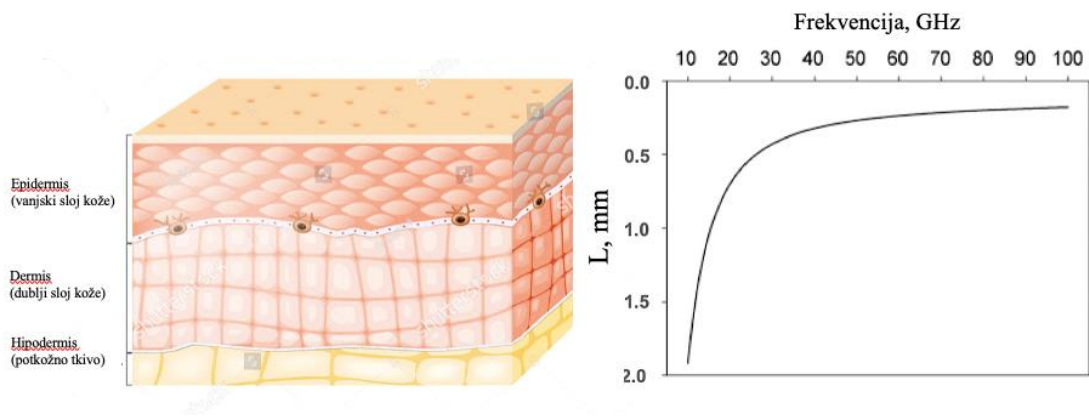 Epidermis
(vanjski sloj kože)
Dermis
(dublji sloj kože)
Hipodermis
(potkožno tkivo)
Frekvencija, GHz
10 20 30 40 50 60 70 80 90 100
0.0
0.5
1.0
1.5
2.0
L, mm